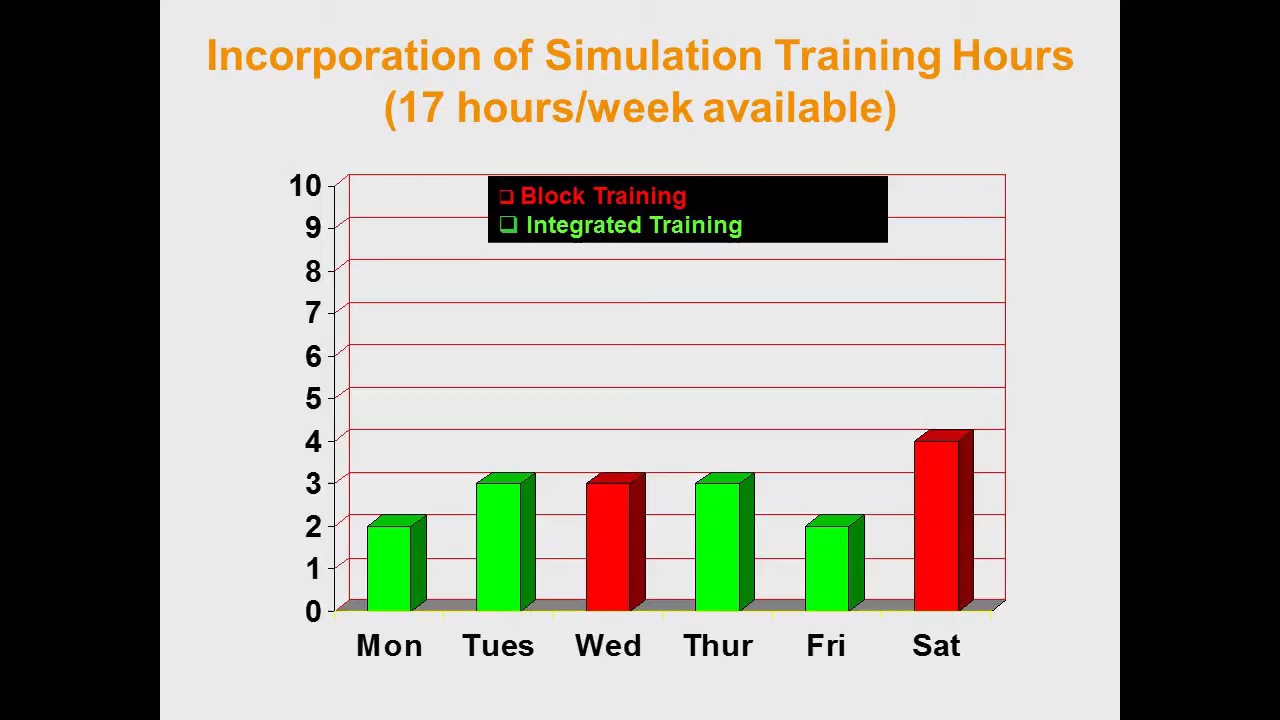 Incorporation of Simulation Training Hours
(17 hours/week available)
Block Training
Integrated Training
10
9
8
7
6
5
4
3
2
1
0
Mon Tues Wed Thur Fri Sat